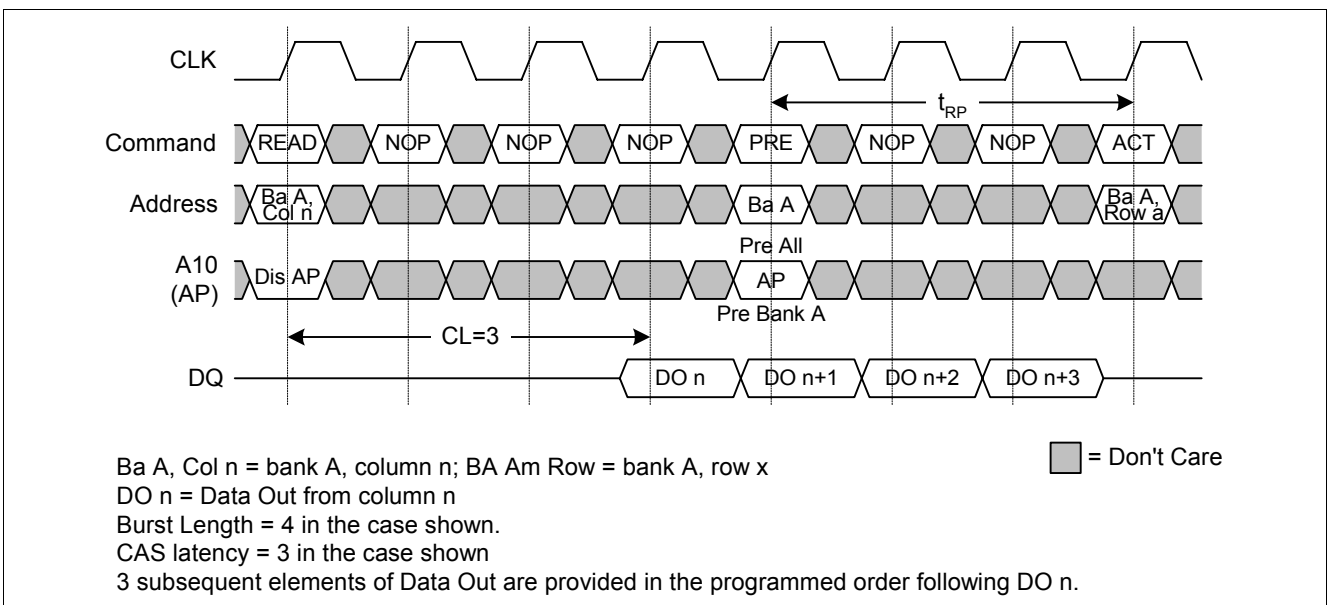 CLK
t_RP
Command READ NOP NOP NOP PRE NOP NOP ACT
Address Ba A, Col n Ba A Ba A, Row a
Pre All
A10 (AP) Dis AP AP
Pre Bank A
CL=3
DQ DO n DO n+1 DO n+2 DO n+3
Ba A, Col n = bank A, column n; BA Am Row = bank A, row x
= Don't Care
DO n = Data Out from column n
Burst Length = 4 in the case shown.
CAS latency = 3 in the case shown
3 subsequent elements of Data Out are provided in the programmed order following DO n.